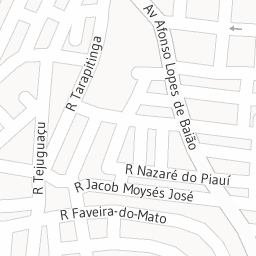 Av Afonso Lopes de Baião
R Tarapitinga
R Tejuguaçu
R Nazaré do Piauí
R Jacob Moysés José
R Faveira-do-Mato